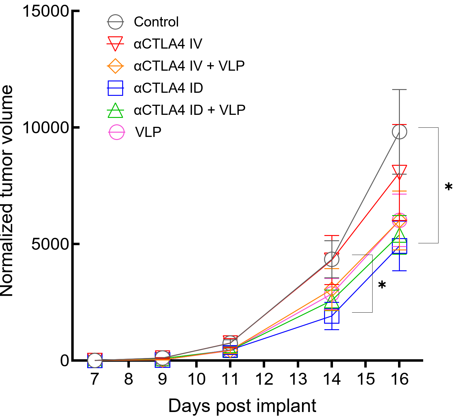 Control
αCTLA4 IV
αCTLA4 IV + VLP
αCTLA4 ID
αCTLA4 ID + VLP
VLP
15000
10000
5000
0
Normalized tumor volume
*
*
7 8 9 10 11 12 13 14 15 16
Days post implant